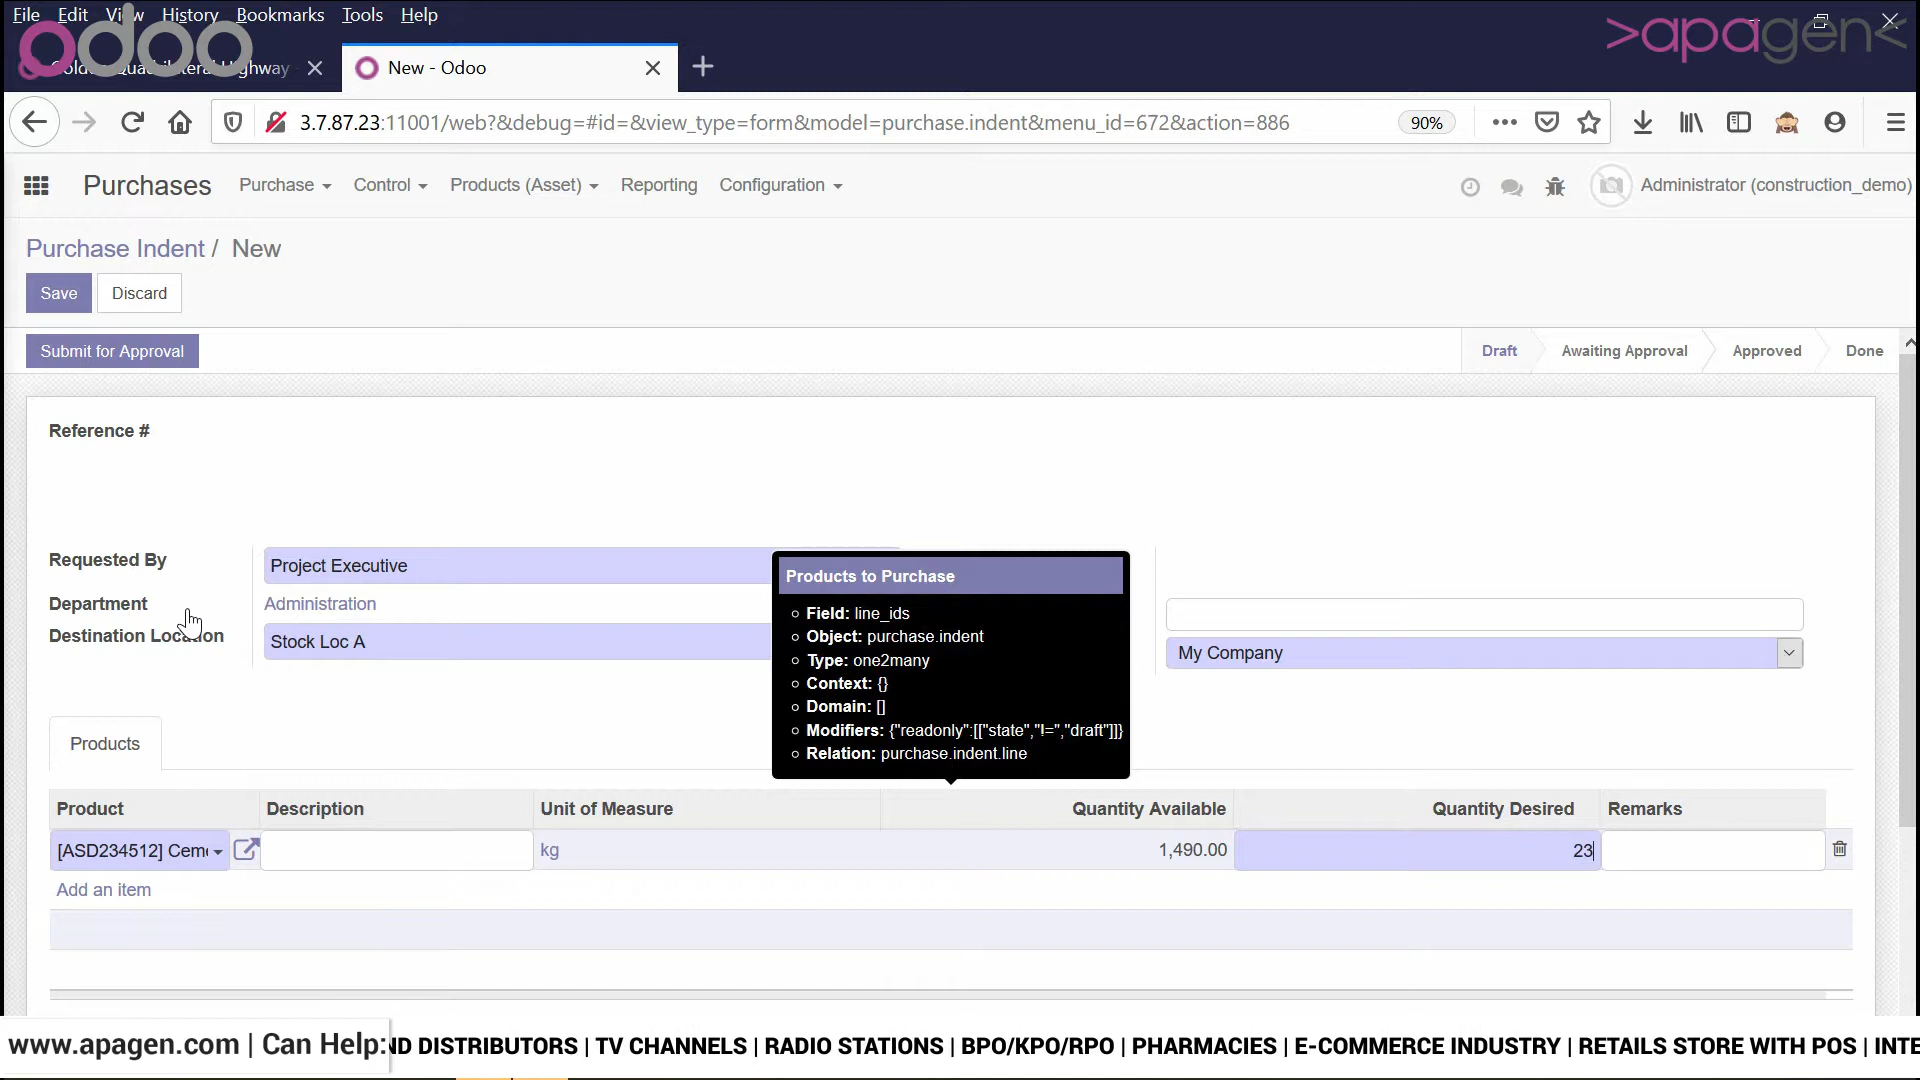 File Edit View History Bookmarks Tools Help
odoo
>apagen<
Golden Quadrilateral Highway
New - Odoo
3.7.87.23:11001/web?&debug=#id=&view_type=form&model=purchase.indent&menu_id=672&action=886
90%
Purchases Purchase Control Products (Asset) Reporting Configuration Administrator (construction_demo)
Purchase Indent / New
Save Discard
Submit for Approval Draft Awaiting Approval Approved Done
Reference #
Requested By Project Executive
Department Administration
Destination Location Stock Loc A
My Company
Products to Purchase
Field: line_ids
Object: purchase.indent
Type: one2many
Context: {}
Domain: []
Modifiers: {"readonly":[["state","!=","draft"]]}
Relation: purchase.indent.line
Products
Product Description Unit of Measure Quantity Available Quantity Desired Remarks
[ASD234512] Ceme kg 1,490.00 23
Add an item
www.apagen.com | Can Help: ND DISTRIBUTORS | TV CHANNELS | RADIO STATIONS | BPO/KPO/RPO | PHARMACIES | E-COMMERCE INDUSTRY | RETAILS STORE WITH POS | INTE